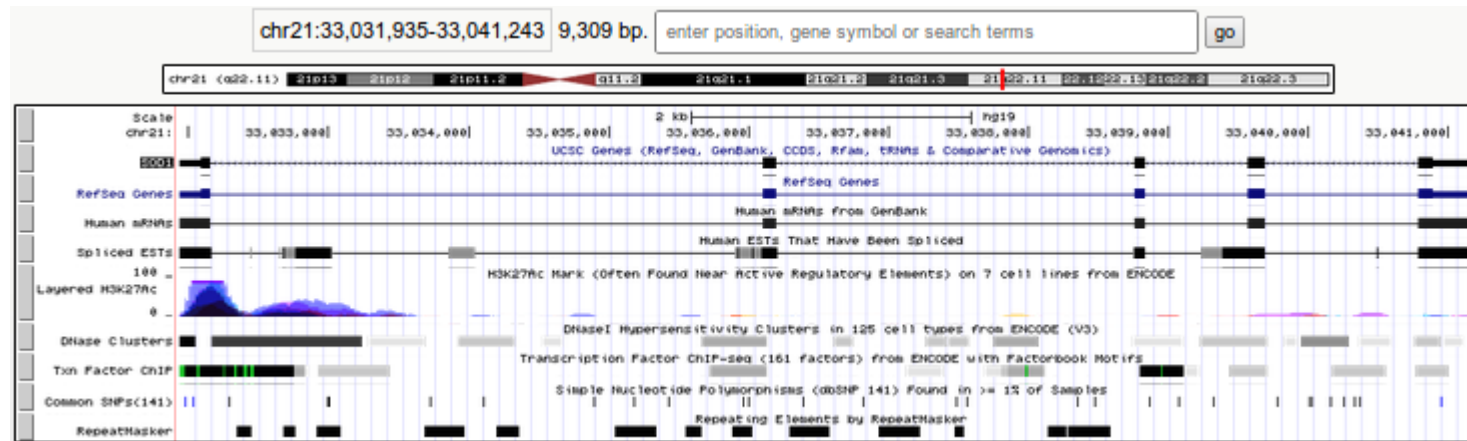 chr21:33,031,935-33,041,243 9,309 bp. enter position, gene symbol or search terms go
chr21 (q22.11) 21p13 21p12 21p11.2 q11.2 21q21.1 21q21.2 21q21.3 22.12 21q22.2 21q22.3
Scale 2 kb hg19
chr21: 33,033,000 33,034,000 33,035,000 33,036,000 33,037,000 33,038,000 33,039,000 33,040,000 33,041,000
UCSC Genes (RefSeq, GenBank, CCDS, Rfam, tRNAs & Comparative Genomics)
SOD1
RefSeq Genes
RefSeq Genes
Human mRNAs from GenBank
Human mRNAs
Human ESTs That Have Been Spliced
Spliced ESTs
H3K27Ac Mark (Often Found Near Active Regulatory Elements) on 7 cell lines from ENCODE
100 _
Layered H3K27Ac
0 _
DNaseI Hypersensitivity Clusters in 125 cell types from ENCODE (V3)
DNase Clusters
Transcription Factor ChIP-seq (161 factors) from ENCODE with Factorbook Motifs
Txn Factor ChIP
Simple Nucleotide Polymorphisms (dbSNP 141) Found in >= 1% of Samples
Common SNPs(141)
Repeating Elements by RepeatMasker
RepeatMasker